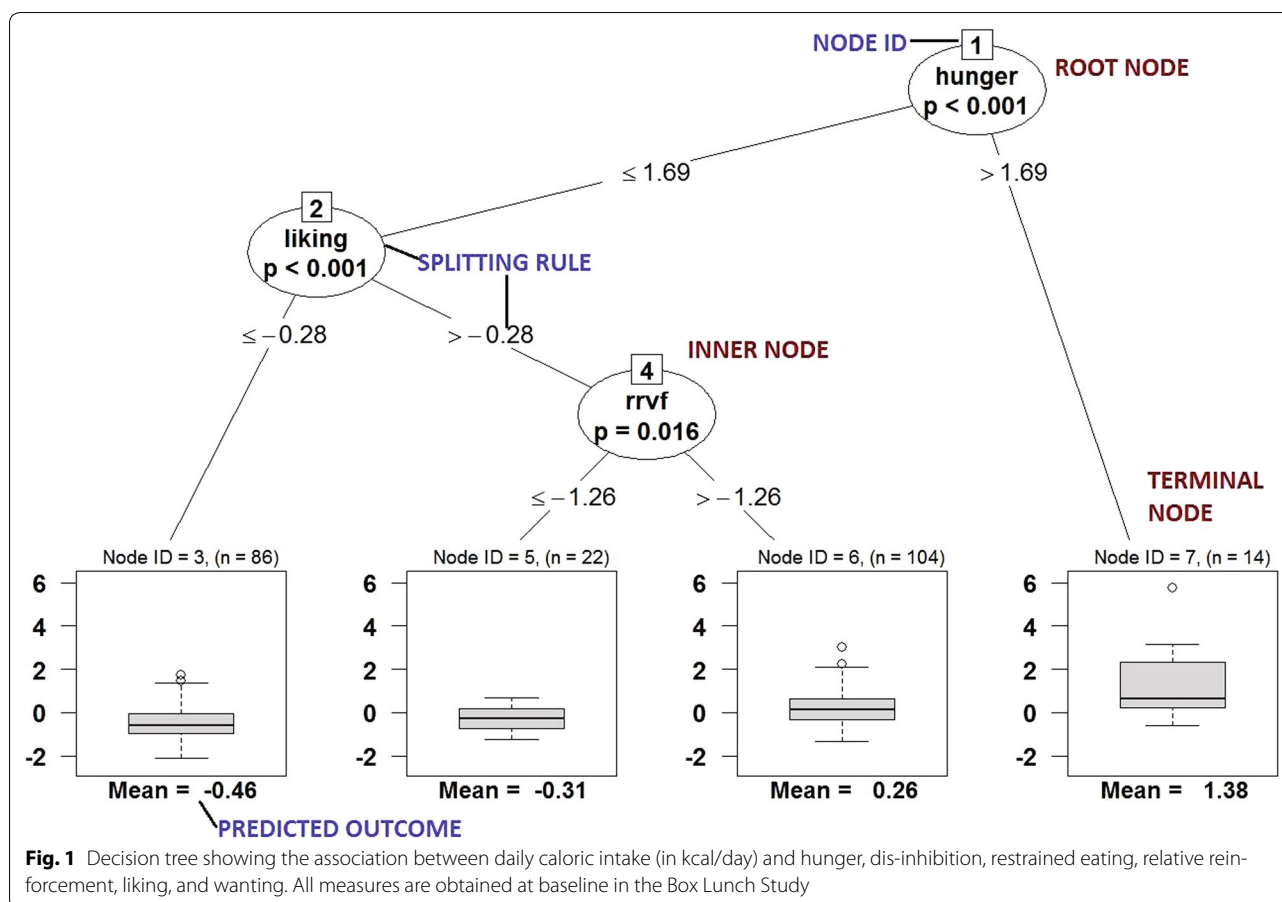 NODE ID
1
hunger
p < 0.001
ROOT NODE
≤ 1.69
> 1.69
2
liking
p < 0.001
SPLITTING RULE
≤ −0.28
> −0.28
4
rrvf
p = 0.016
INNER NODE
≤ −1.26
> −1.26
TERMINAL
NODE
Node ID = 3, (n = 86)
6
4
2
0
-2
Mean = -0.46
Node ID = 5, (n = 22)
6
4
2
0
-2
Mean = -0.31
Node ID = 6, (n = 104)
6
4
2
0
-2
Mean = 0.26
Node ID = 7, (n = 14)
6
4
2
0
-2
Mean = 1.38
PREDICTED OUTCOME
Fig. 1 Decision tree showing the association between daily caloric intake (in kcal/day) and hunger, dis-inhibition, restrained eating, relative rein-
forcement, liking, and wanting. All measures are obtained at baseline in the Box Lunch Study